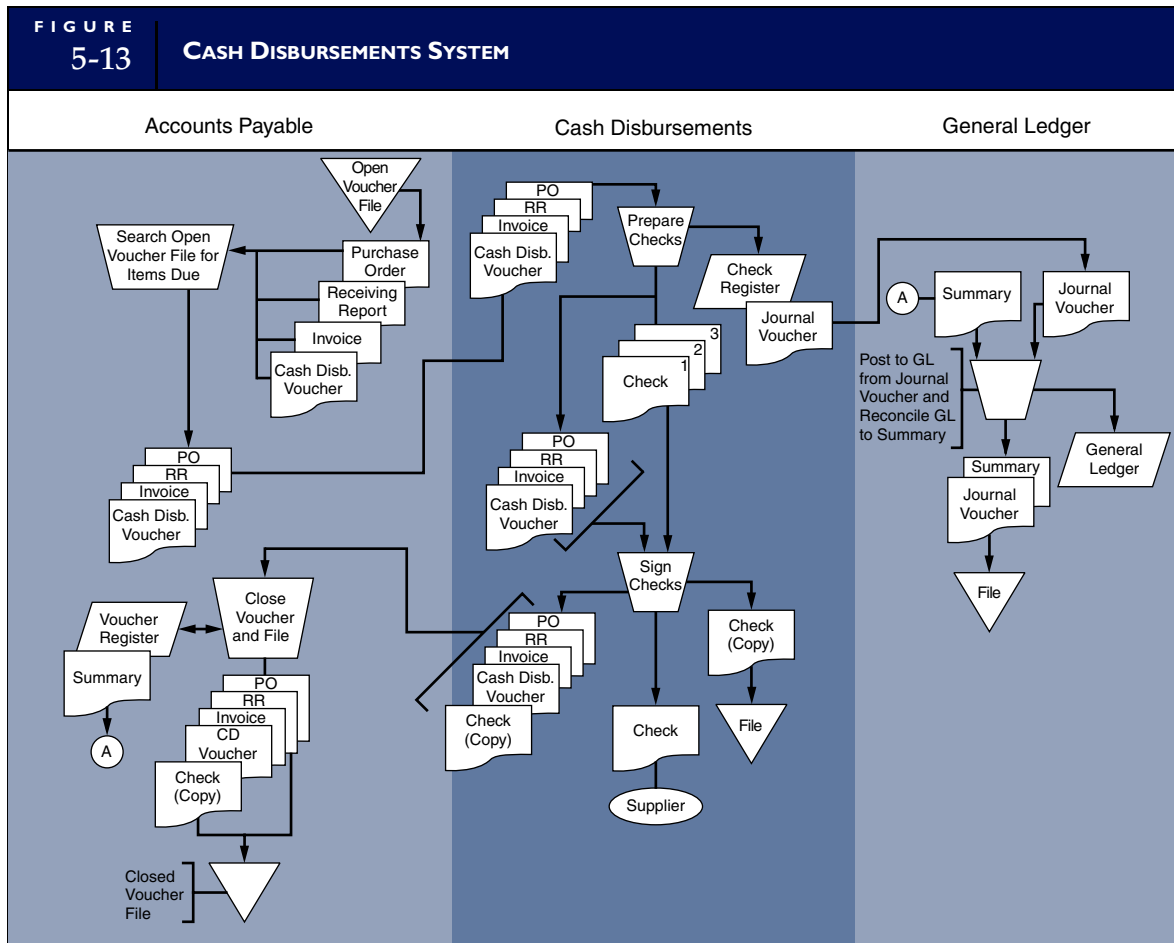 FIGURE
5-13
CASH DISBURSEMENTS SYSTEM
Accounts Payable
Cash Disbursements
General Ledger
Open
Voucher
File
Search Open
Voucher File for
Items Due
Purchase
Order
Receiving
Report
Invoice
Cash Disb.
Voucher
PO
RR
Invoice
Cash Disb.
Voucher
Close
Voucher
and File
Voucher
Register
Summary
A
PO
RR
Invoice
CD
Voucher
Check
(Copy)
Closed
Voucher
File
PO
RR
Invoice
Cash Disb.
Voucher
Prepare
Checks
Check
Register
Journal
Voucher
3
2
1
Check
PO
RR
Invoice
Cash Disb.
Voucher
Sign
Checks
PO
RR
Invoice
Cash Disb.
Voucher
Check
(Copy)
Check
Supplier
Check
(Copy)
File
A
Summary
Journal
Voucher
Post to GL
from Journal
Voucher and
Reconcile GL
to Summary
General
Ledger
Summary
Journal
Voucher
File